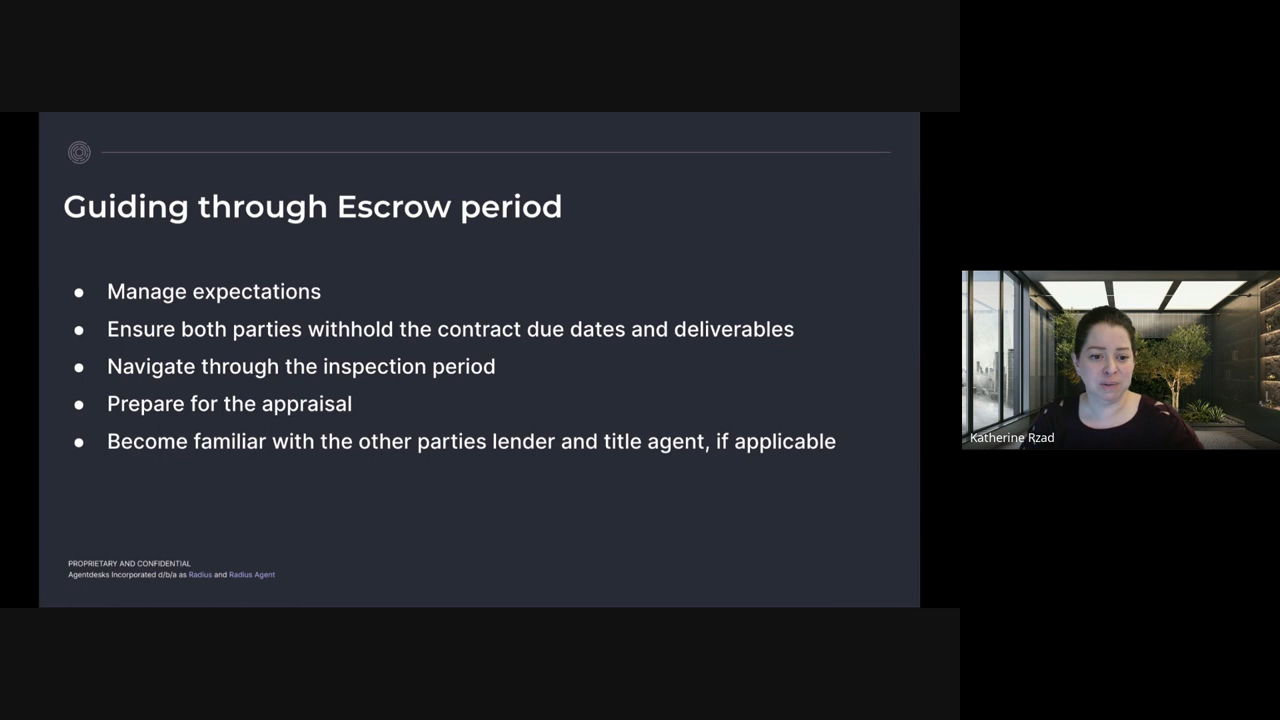 Guiding through Escrow period
● Manage expectations
● Ensure both parties withhold the contract due dates and deliverables
● Navigate through the inspection period
● Prepare for the appraisal
● Become familiar with the other parties lender and title agent, if applicable
PROPRIETARY AND CONFIDENTIAL
Agentdesks Incorporated d/b/a as Radius and Radius Agent
Katherine Rzad